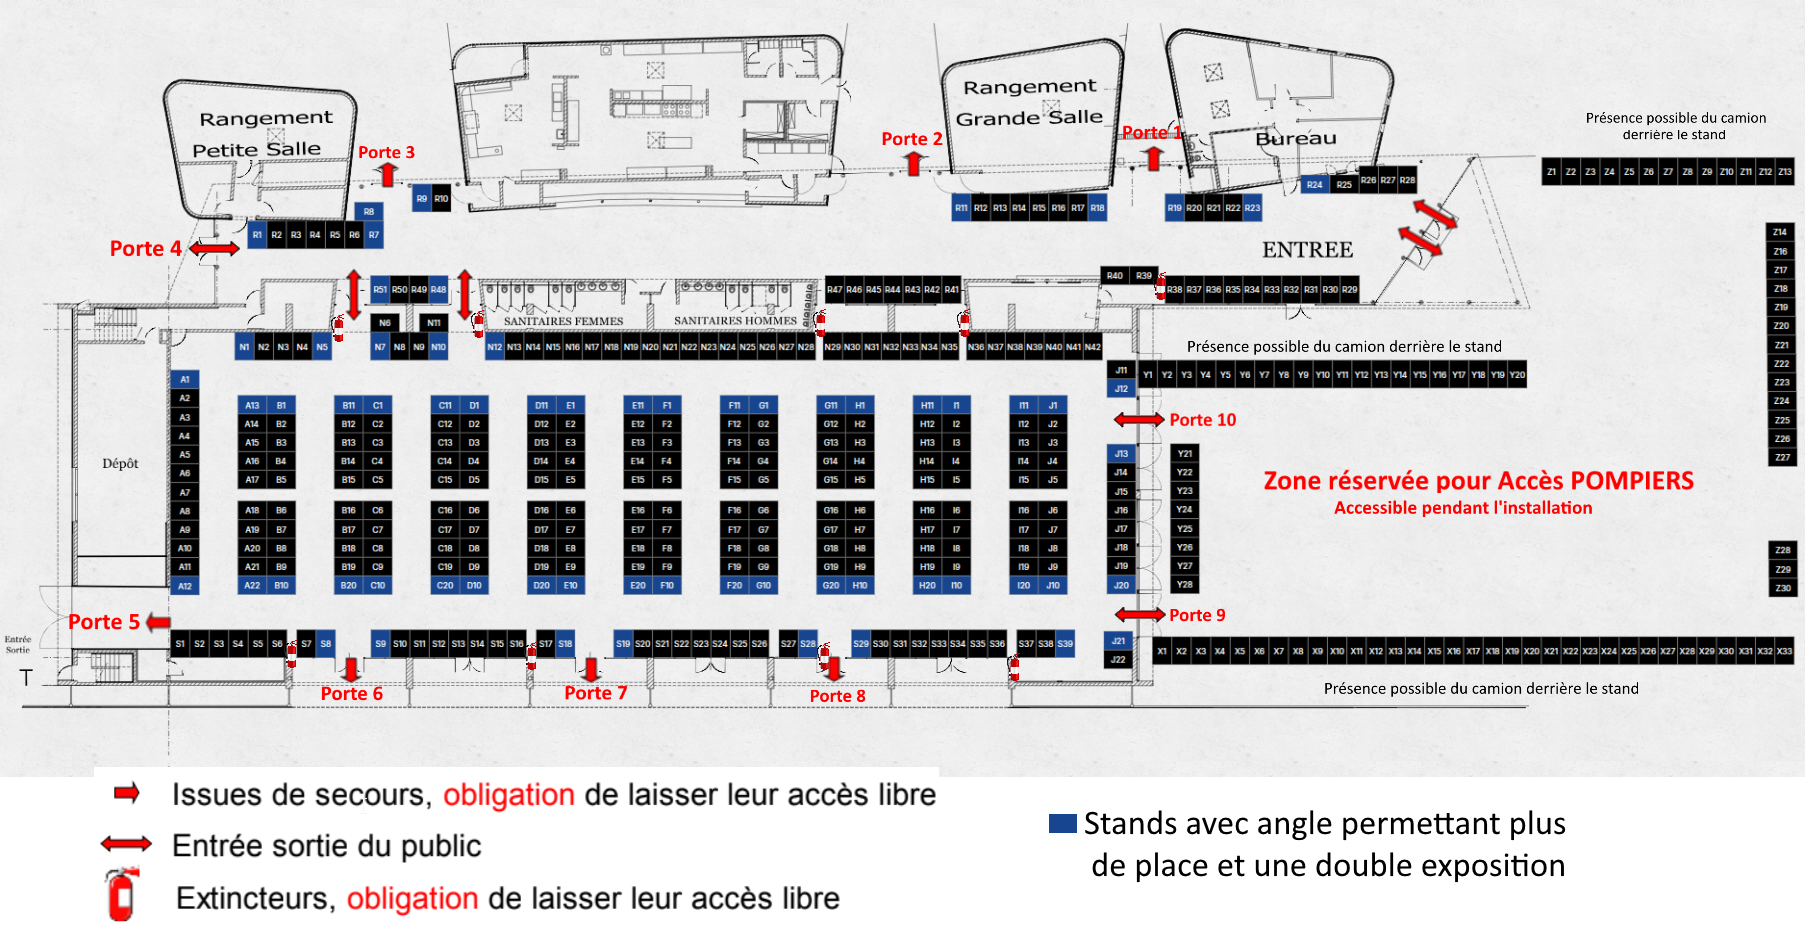 Rangement
Petite Salle
Rangement
Grande Salle
Bureau
Porte 3
Porte 2
Porte 1
Présence possible du camion
derrière le stand
Z1 Z2 Z3 Z4 Z5 Z6 Z7 Z8 Z9 Z10 Z11 Z12 Z13
R24 R25 R26 R27 R28
R9 R10
R8
R11 R12 R13 R14 R15 R16 R17 R18
R19 R20 R21 R22 R23
R1 R2 R3 R4 R5 R6 R7
Porte 4
ENTREE
Z14
Z16
Z17
Z18
Z19
Z20
Z21
Z22
Z23
Z24
Z25
Z26
Z27
R51 R50 R49 R48
R47 R46 R45 R44 R43 R42 R41
R40 R39
R38 R37 R36 R35 R34 R33 R32 R31 R30 R29
N6 N11
SANITAIRES FEMMES
SANITAIRES HOMMES
N1 N2 N3 N4 N5
N7 N8 N9 N10
N12 N13 N14 N15 N16 N17 N18 N19 N20 N21 N22 N23 N24 N25 N26 N27 N28
N29 N30 N31 N32 N33 N34 N35
N36 N37 N38 N39 N40 N41 N42
Présence possible du camion derrière le stand
J11
J12
Y1 Y2 Y3 Y4 Y5 Y6 Y7 Y8 Y9 Y10 Y11 Y12 Y13 Y14 Y15 Y16 Y17 Y18 Y19 Y20
Porte 10
Dépôt
A1
A2
A3
A4
A5
A6
A7
A8
A9
A10
A11
A12
A13 B1 B11 C1 C11 D1 D11 E1 E11 F1 F11 G1 G11 H1 H11 I1 I11 J1
A14 B2 B12 C2 C12 D2 D12 E2 E12 F2 F12 G2 G12 H2 H12 I2 I12 J2
A15 B3 B13 C3 C13 D3 D13 E3 E13 F3 F13 G3 G13 H3 H13 I3 I13 J3
A16 B4 B14 C4 C14 D4 D14 E4 E14 F4 F14 G4 G14 H4 H14 I4 I14 J4
A17 B5 B15 C5 C15 D5 D15 E5 E15 F5 F15 G5 G15 H5 H15 I5 I15 J5
A18 B6 B16 C6 C16 D6 D16 E6 E16 F6 F16 G6 G16 H6 H16 I6 I16 J6
A19 B7 B17 C7 C17 D7 D17 E7 E17 F7 F17 G7 G17 H7 H17 I7 I17 J7
A20 B8 B18 C8 C18 D8 D18 E8 E18 F8 F18 G8 G18 H8 H18 I8 I18 J8
A21 B9 B19 C9 C19 D9 D19 E9 E19 F9 F19 G9 G19 H9 H19 I9 I19 J9
A22 B10 B20 C10 C20 D10 D20 E10 E20 F10 F20 G10 G20 H10 H20 I10 I20 J10
J13
J14
J15
J16
J17
J18
J19
J20
Y21
Y22
Y23
Y24
Y25
Y26
Y27
Y28
Zone réservée pour Accès POMPIERS
Accessible pendant l'installation
Z28
Z29
Z30
Porte 5
Porte 9
Entrée
Sortie
T
S1 S2 S3 S4 S5 S6 S7 S8
S9 S10 S11 S12 S13 S14 S15 S16 S17 S18
S19 S20 S21 S22 S23 S24 S25 S26 S27 S28
S29 S30 S31 S32 S33 S34 S35 S36 S37 S38 S39
J21
J22
X1 X2 X3 X4 X5 X6 X7 X8 X9 X10 X11 X12 X13 X14 X15 X16 X17 X18 X19 X20 X21 X22 X23 X24 X25 X26 X27 X28 X29 X30 X31 X32 X33
Porte 6
Porte 7
Porte 8
Présence possible du camion derrière le stand
Issues de secours, obligation de laisser leur accès libre
Entrée sortie du public
Extincteurs, obligation de laisser leur accès libre
Stands avec angle permettant plus
de place et une double exposition